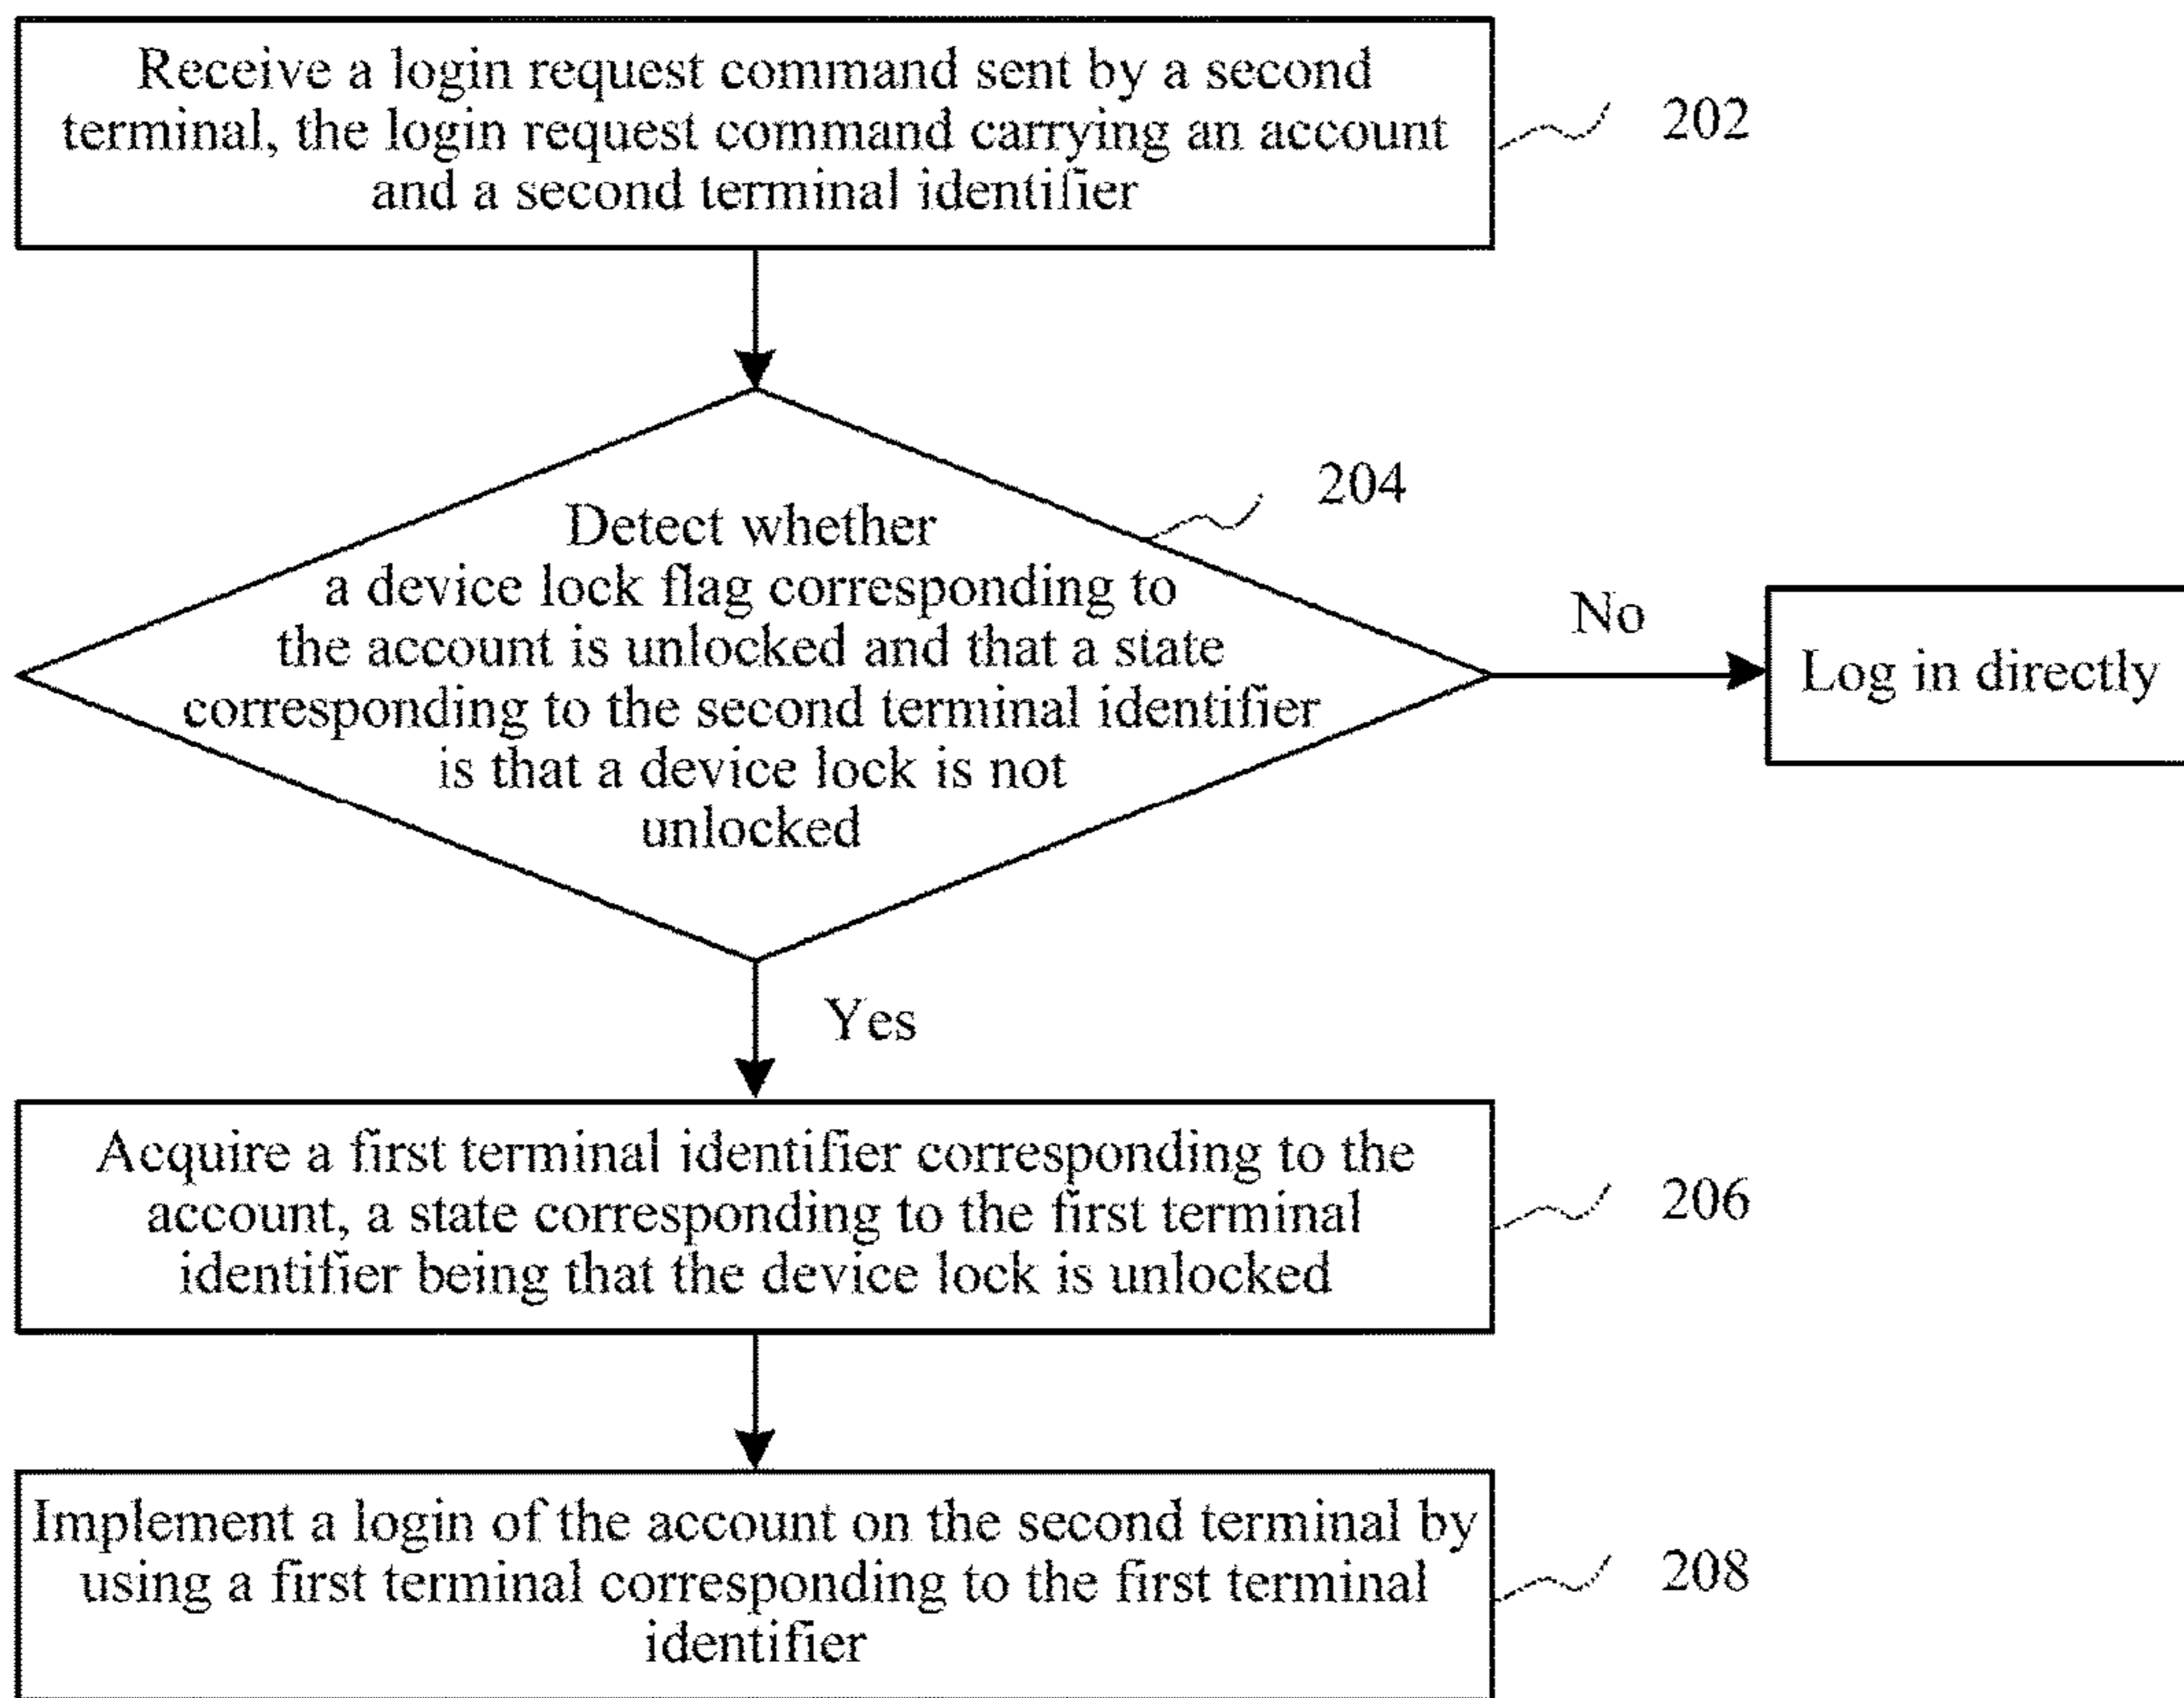 Receive a login request command sent by a second
terminal, the login request command carrying an account
and a second terminal identifier
202
204
Detect whether
a device lock flag corresponding to
the account is unlocked and that a state
corresponding to the second terminal identifier
is that a device lock is not
unlocked
No
Log in directly
Yes
Acquire a first terminal identifier corresponding to the
account, a state corresponding to the first terminal
identifier being that the device lock is unlocked
206
Implement a login of the account on the second terminal by
using a first terminal corresponding to the first terminal
identifier
208